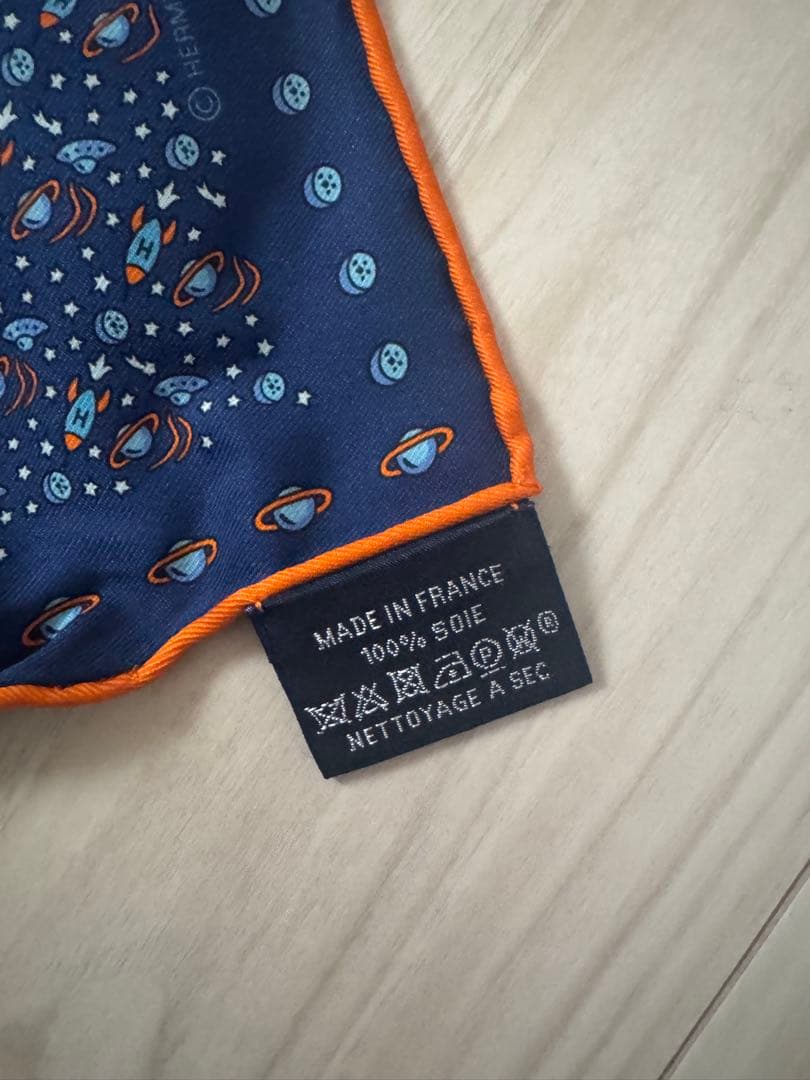 © HERM
H
H
MADE IN FRANCE
100% SOIE
NETTOYAGE A SEC